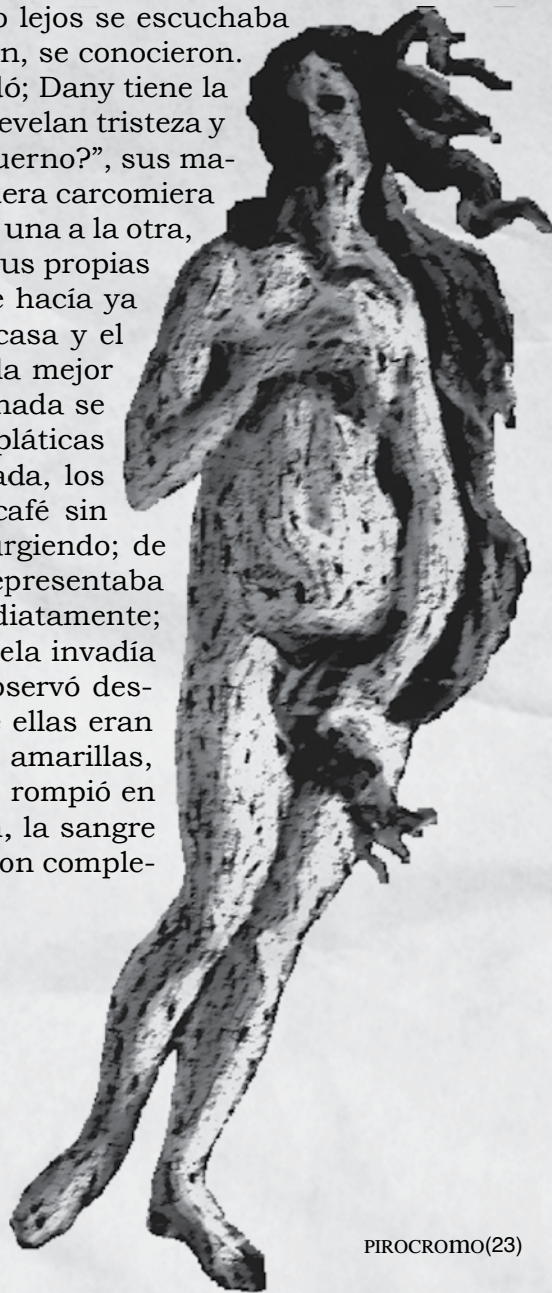 lejos se escuchaba
n, se conocieron.
ló; Dany tiene la
evelan tristeza y
uerno?”, sus ma-
era carcomiera
una a la otra,
us propias
e hacía ya
casa y el
la mejor
nada se
pláticas
ada, los
café sin
urgiendo; de
epresentaba
diatamente;
ela invadía
bservó des-
e ellas eran
amarillas,
rompió en
, la sangre
on comple-
PIROCROmO(23)